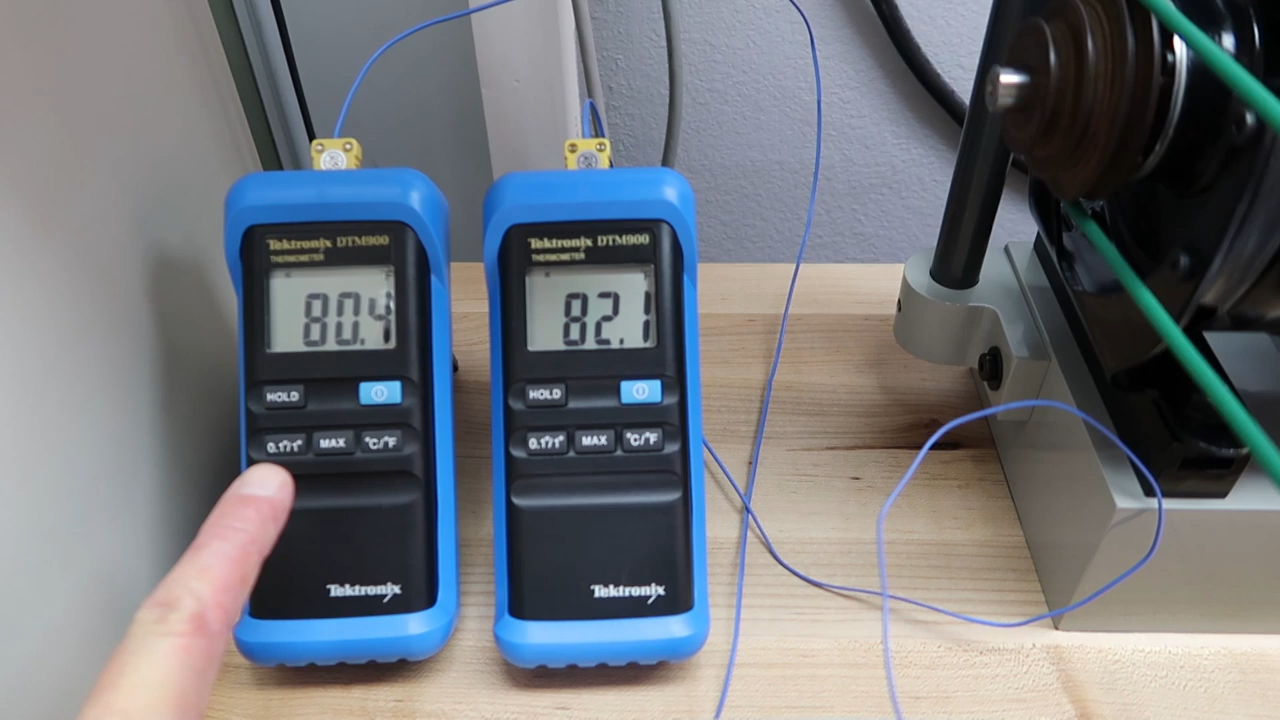 Tektronix DTM900
THERMOMETER
80.4
HOLD
0.1°/1° MAX °C/°F
Tektronix
Tektronix DTM900
THERMOMETER
82.1
HOLD
0.1°/1° MAX °C/°F
Tektronix